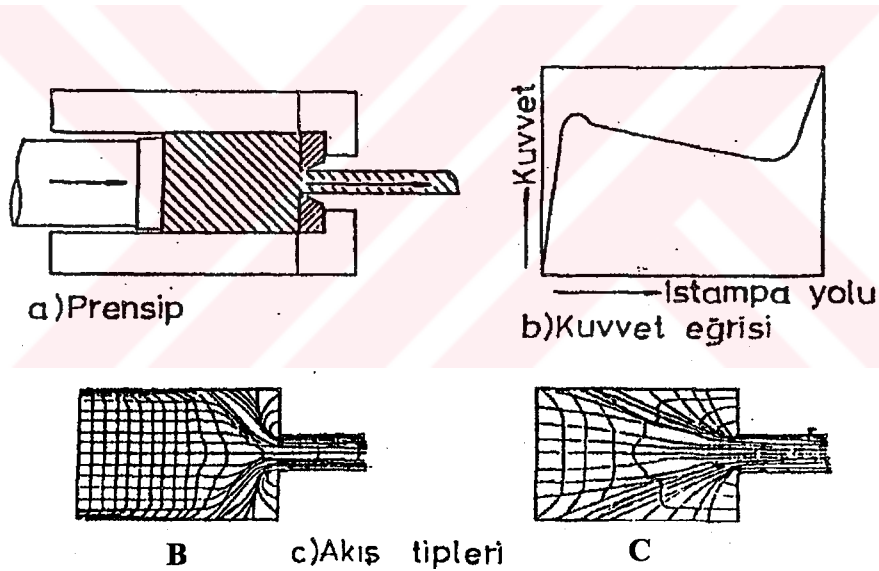 Kuvvet
Istampa yolu
a)Prensip
b)Kuvvet eğrisi
B c)Akış tipleri C